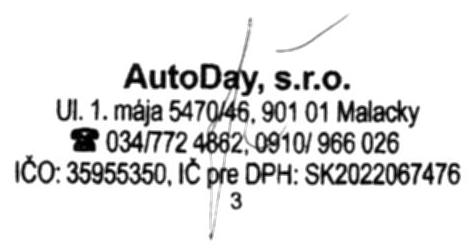 AutoDay, s.r.o.
Ul. 1. mája 5470/46, 901 01 Malacky
☎ 034/772 4862, 0910/ 966 026
IČO: 35955350, IČ pre DPH: SK2022067476
3